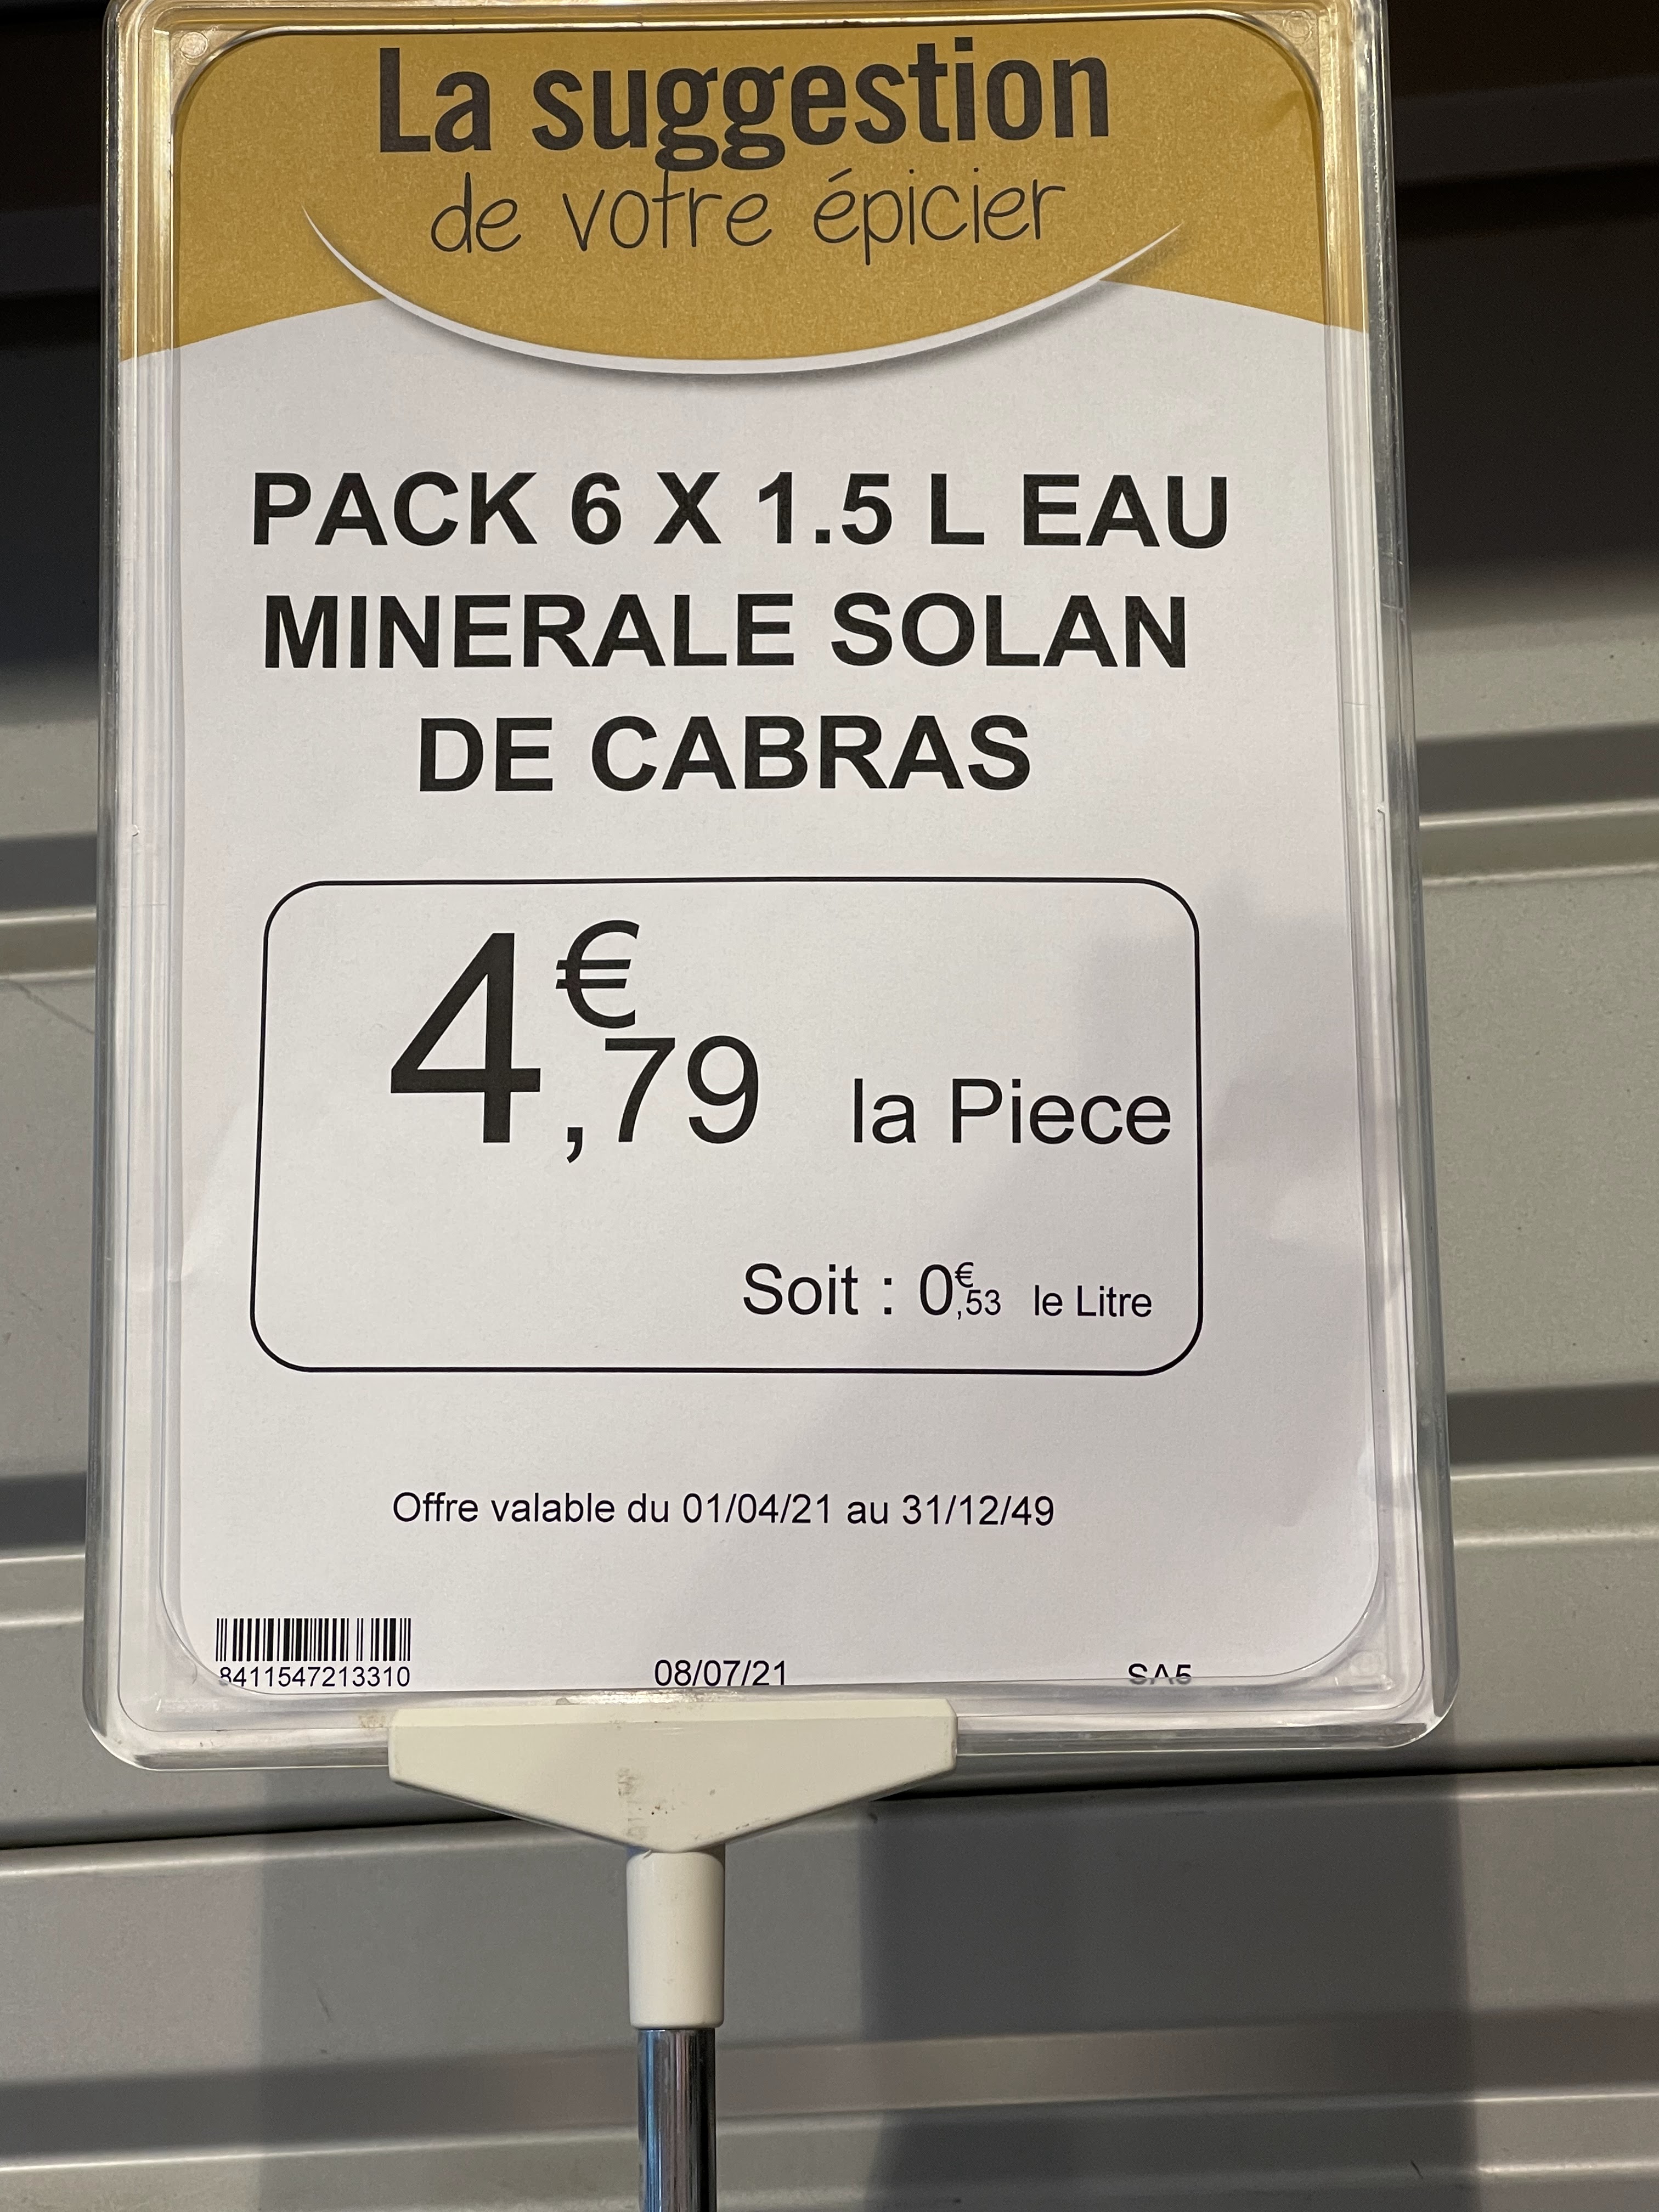 La suggestion
de votre épicier
PACK 6 X 1.5 L EAU
MINERALE SOLAN
DE CABRAS
4€,79 la Piece
Soit : 0€,53 le Litre
Offre valable du 01/04/21 au 31/12/49
8411547213310 08/07/21 SA5